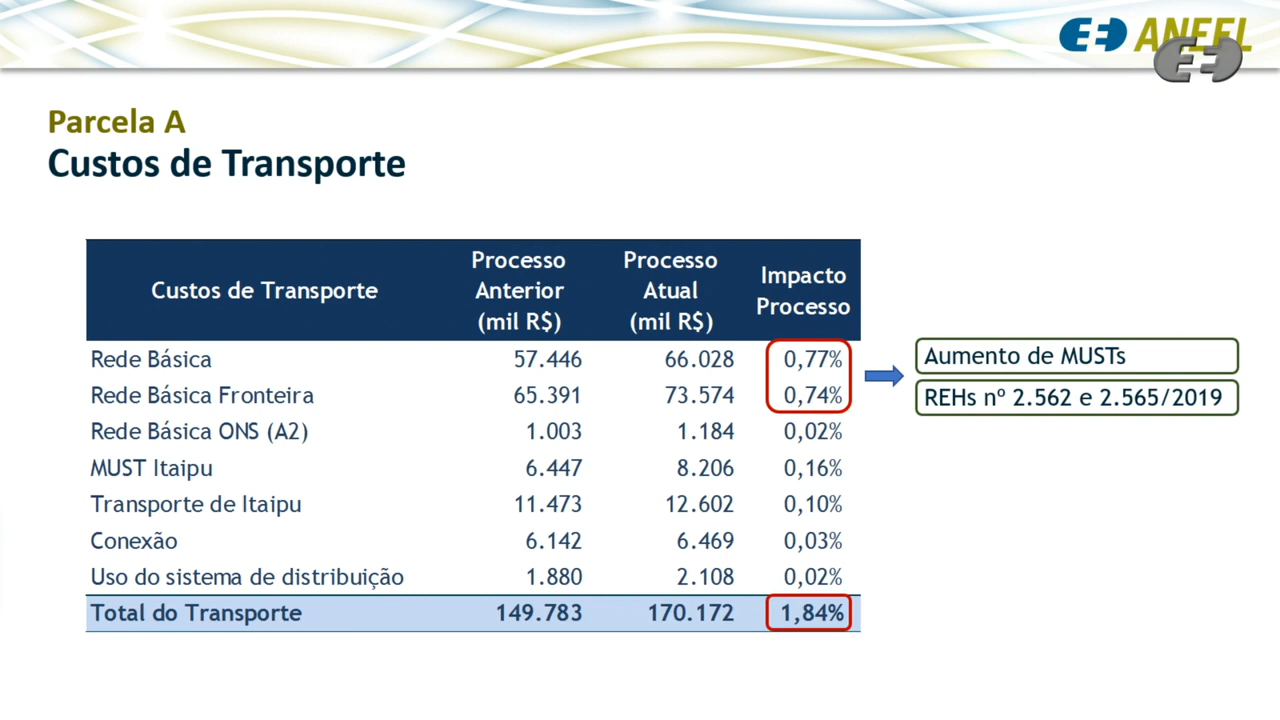 ANEEL
Parcela A
Custos de Transporte
Custos de Transporte
Processo Anterior (mil R$)
Processo Atual (mil R$)
Impacto Processo
Rede Básica 57.446 66.028 0,77%
Rede Básica Fronteira 65.391 73.574 0,74%
Rede Básica ONS (A2) 1.003 1.184 0,02%
MUST Itaipu 6.447 8.206 0,16%
Transporte de Itaipu 11.473 12.602 0,10%
Conexão 6.142 6.469 0,03%
Uso do sistema de distribuição 1.880 2.108 0,02%
Total do Transporte 149.783 170.172 1,84%
Aumento de MUSTs
REHs nº 2.562 e 2.565/2019